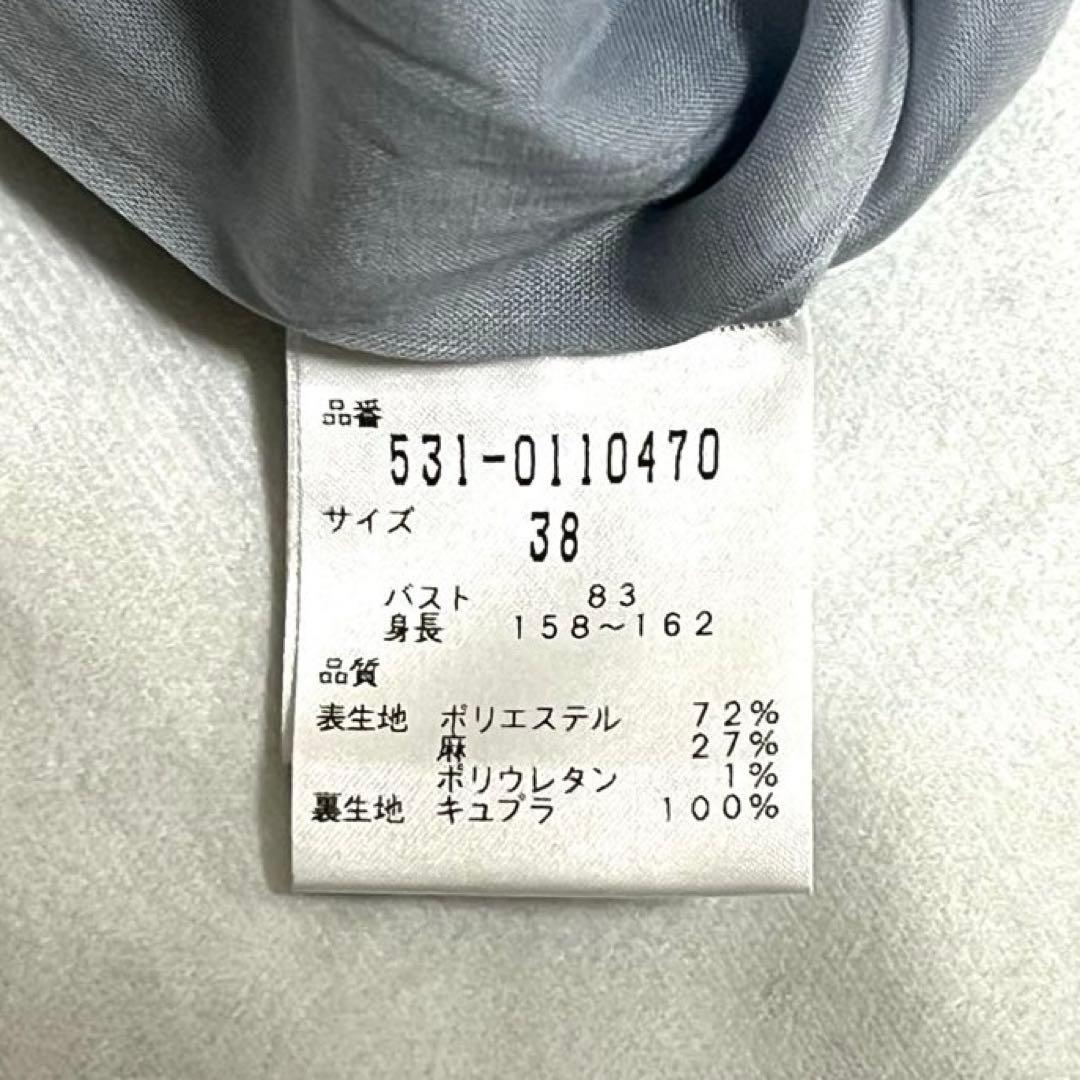 品番
531-0110470
サイズ 38
バスト 83
身長 158〜162
品質
表生地 ポリエステル 72%
麻 27%
ポリウレタン 1%
裏生地 キュプラ 100%